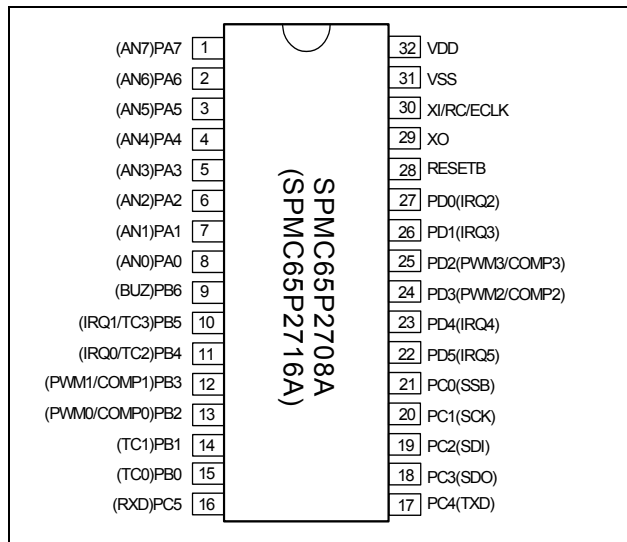 (AN7)PA7 1
(AN6)PA6 2
(AN5)PA5 3
(AN4)PA4 4
(AN3)PA3 5
(AN2)PA2 6
(AN1)PA1 7
(AN0)PA0 8
(BUZ)PB6 9
(IRQ1/TC3)PB5 10
(IRQ0/TC2)PB4 11
(PWM1/COMP1)PB3 12
(PWM0/COMP0)PB2 13
(TC1)PB1 14
(TC0)PB0 15
(RXD)PC5 16
SPMC65P2708A
(SPMC65P2716A)
32 VDD
31 VSS
30 XI/RC/ECLK
29 XO
28 RESETB
27 PD0(IRQ2)
26 PD1(IRQ3)
25 PD2(PWM3/COMP3)
24 PD3(PWM2/COMP2)
23 PD4(IRQ4)
22 PD5(IRQ5)
21 PC0(SSB)
20 PC1(SCK)
19 PC2(SDI)
18 PC3(SDO)
17 PC4(TXD)